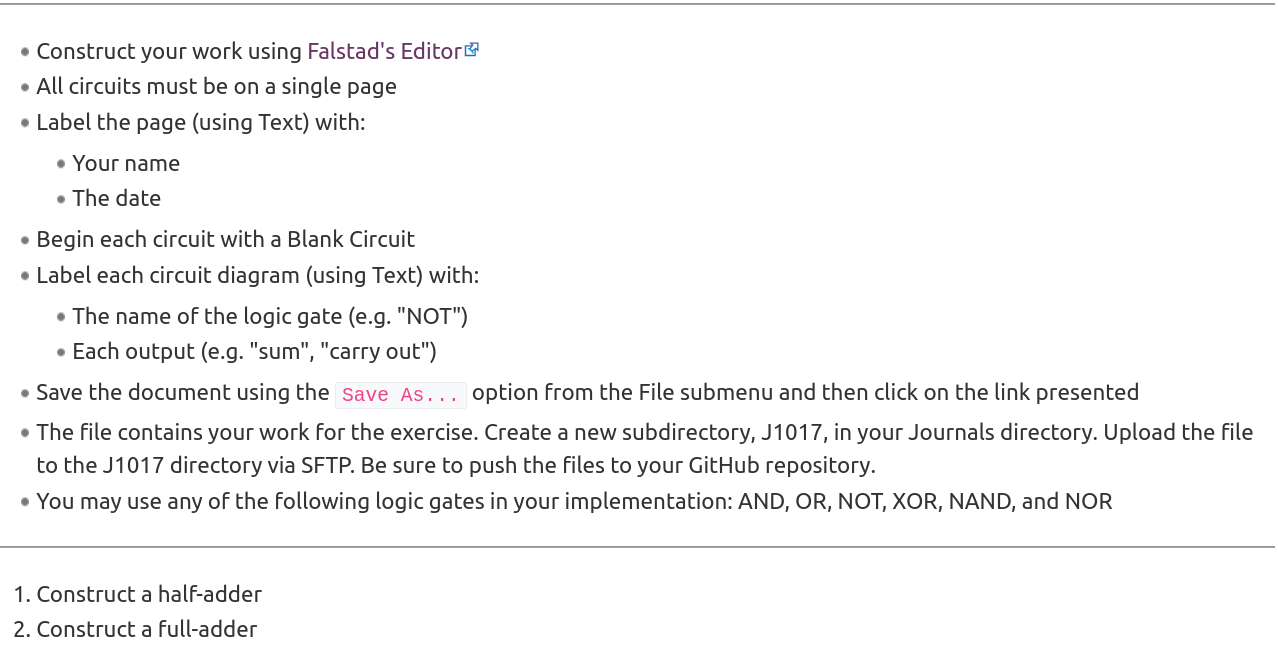 Construct your work using Falstad's Editor
All circuits must be on a single page
Label the page (using Text) with:
Your name
The date
Begin each circuit with a Blank Circuit
Label each circuit diagram (using Text) with:
The name of the logic gate (e.g. "NOT")
Each output (e.g. "sum", "carry out")
Save the document using the Save As... option from the File submenu and then click on the link presented
The file contains your work for the exercise. Create a new subdirectory, J1017, in your Journals directory. Upload the file
to the J1017 directory via SFTP. Be sure to push the files to your GitHub repository.
You may use any of the following logic gates in your implementation: AND, OR, NOT, XOR, NAND, and NOR
1. Construct a half-adder
2. Construct a full-adder